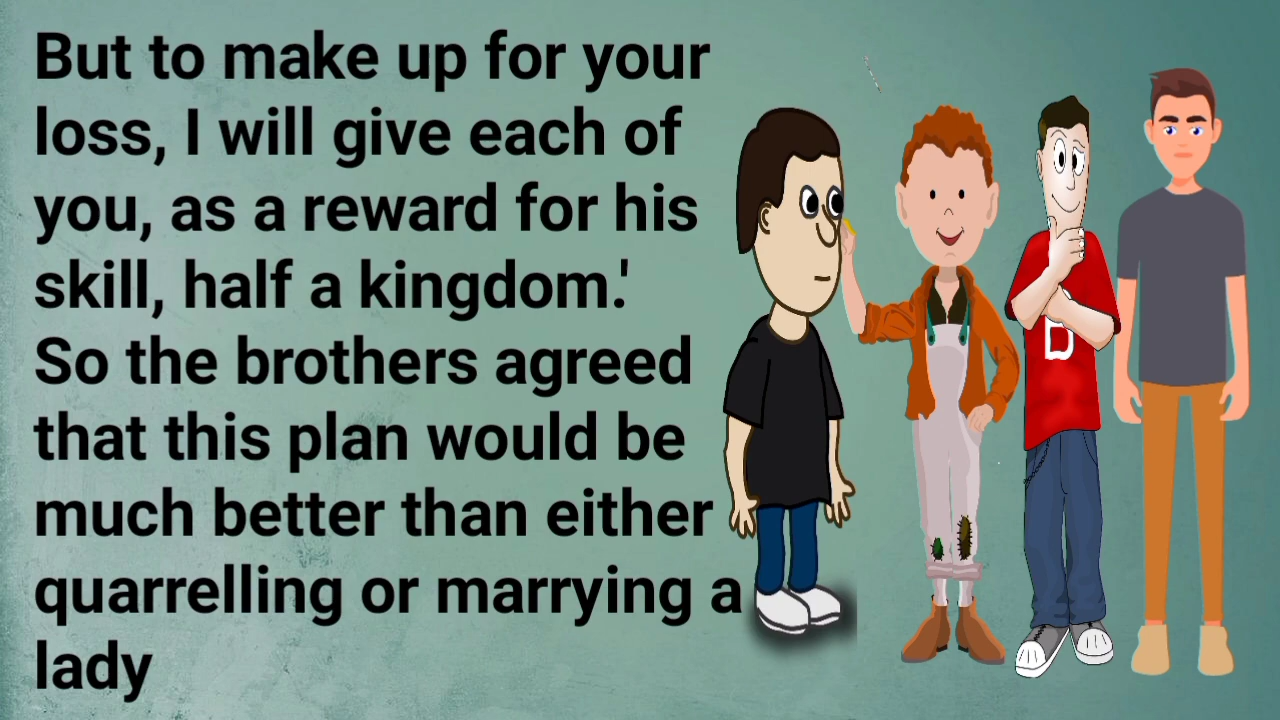 But to make up for your
loss, I will give each of
you, as a reward for his
skill, half a kingdom.'
So the brothers agreed
that this plan would be
much better than either
quarrelling or marrying a
lady
B